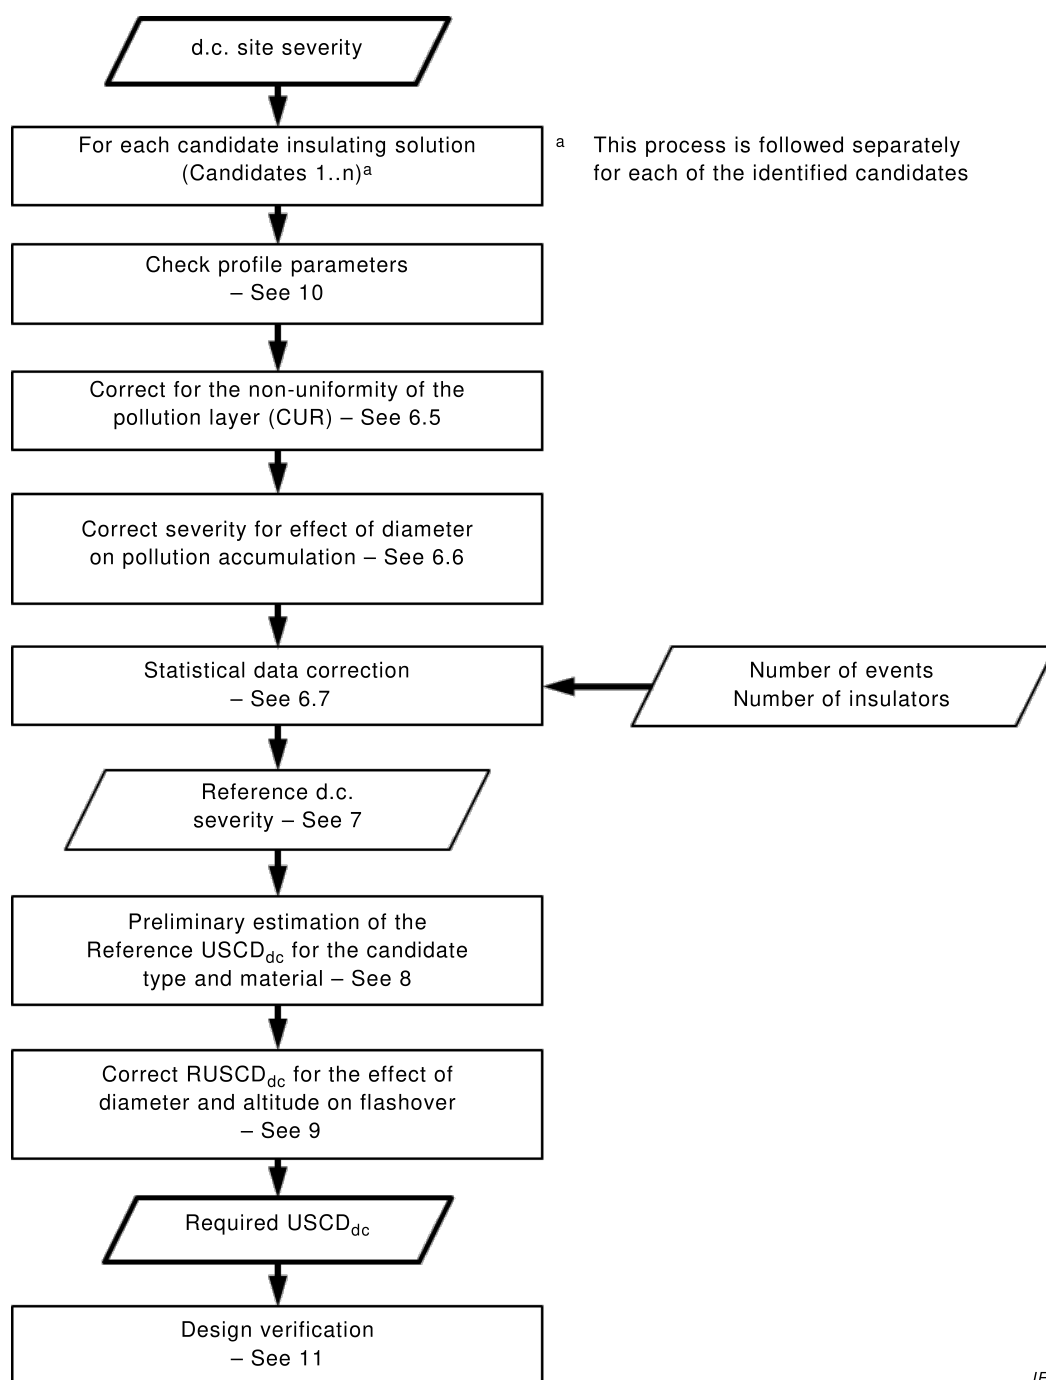 d.c. site severity
For each candidate insulating solution
(Candidates 1..n)a
a This process is followed separately
for each of the identified candidates
Check profile parameters
– See 10
Correct for the non-uniformity of the
pollution layer (CUR) – See 6.5
Correct severity for effect of diameter
on pollution accumulation – See 6.6
Statistical data correction
– See 6.7
Number of events
Number of insulators
Reference d.c.
severity – See 7
Preliminary estimation of the
Reference USCDdc for the candidate
type and material – See 8
Correct RUSCDdc for the effect of
diameter and altitude on flashover
– See 9
Required USCDdc
Design verification
– See 11